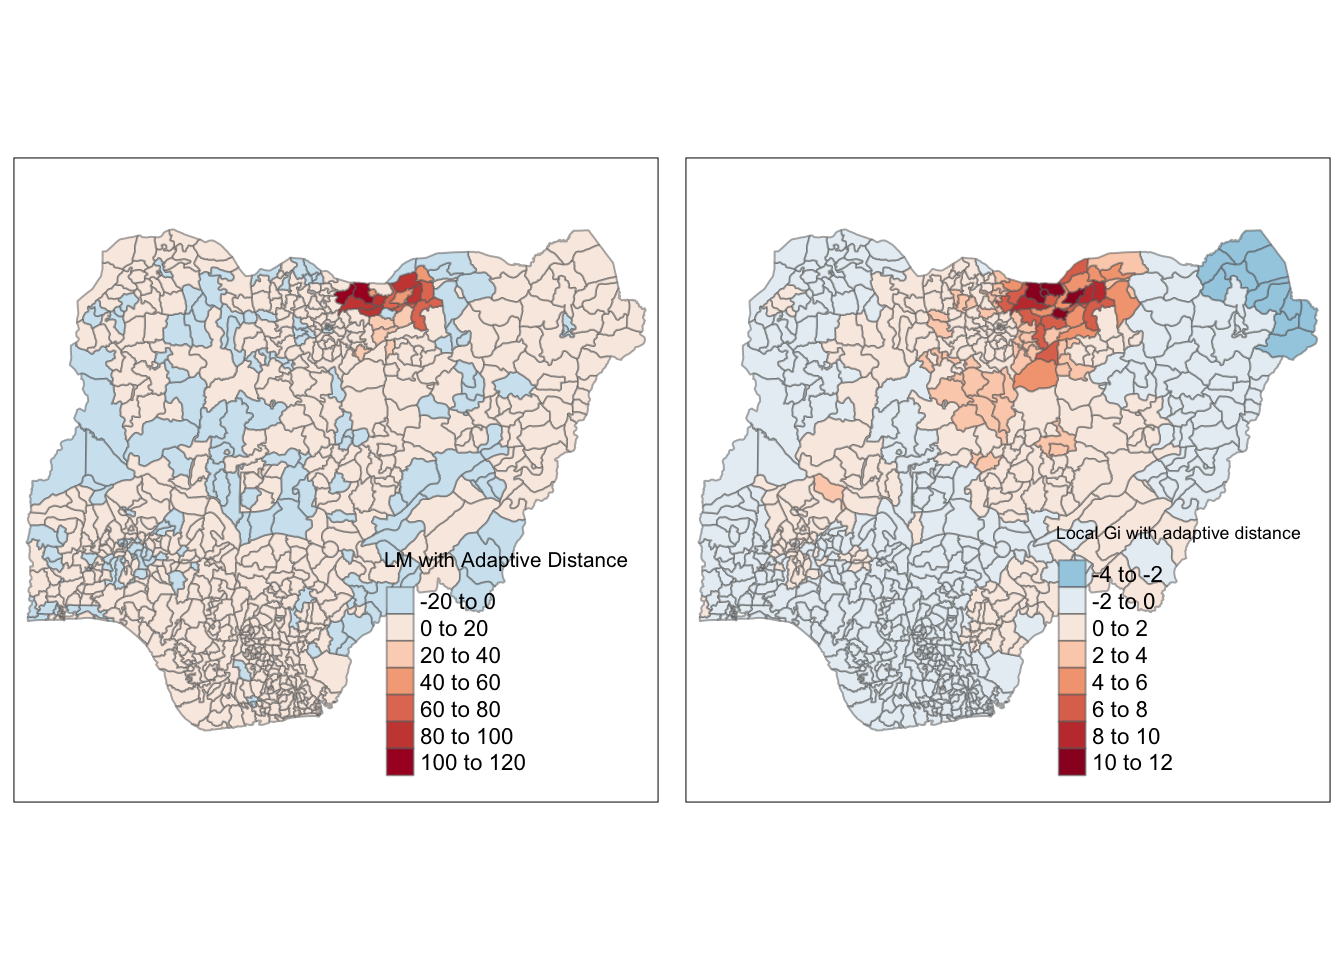 LM with Adaptive Distance
-20 to 0
0 to 20
20 to 40
40 to 60
60 to 80
80 to 100
100 to 120
Local Gi with adaptive distance
-4 to -2
-2 to 0
0 to 2
2 to 4
4 to 6
6 to 8
8 to 10
10 to 12